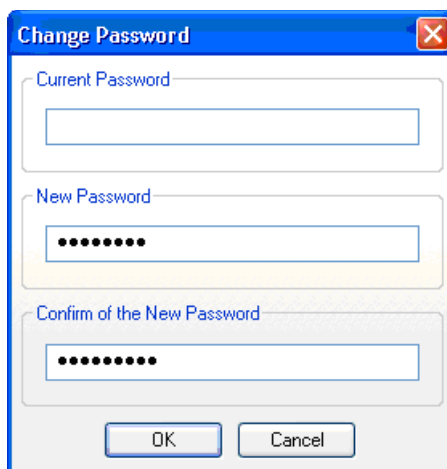 Change Password
Current Password
New Password
••••••••
Confirm of the New Password
•••••••••
OK
Cancel